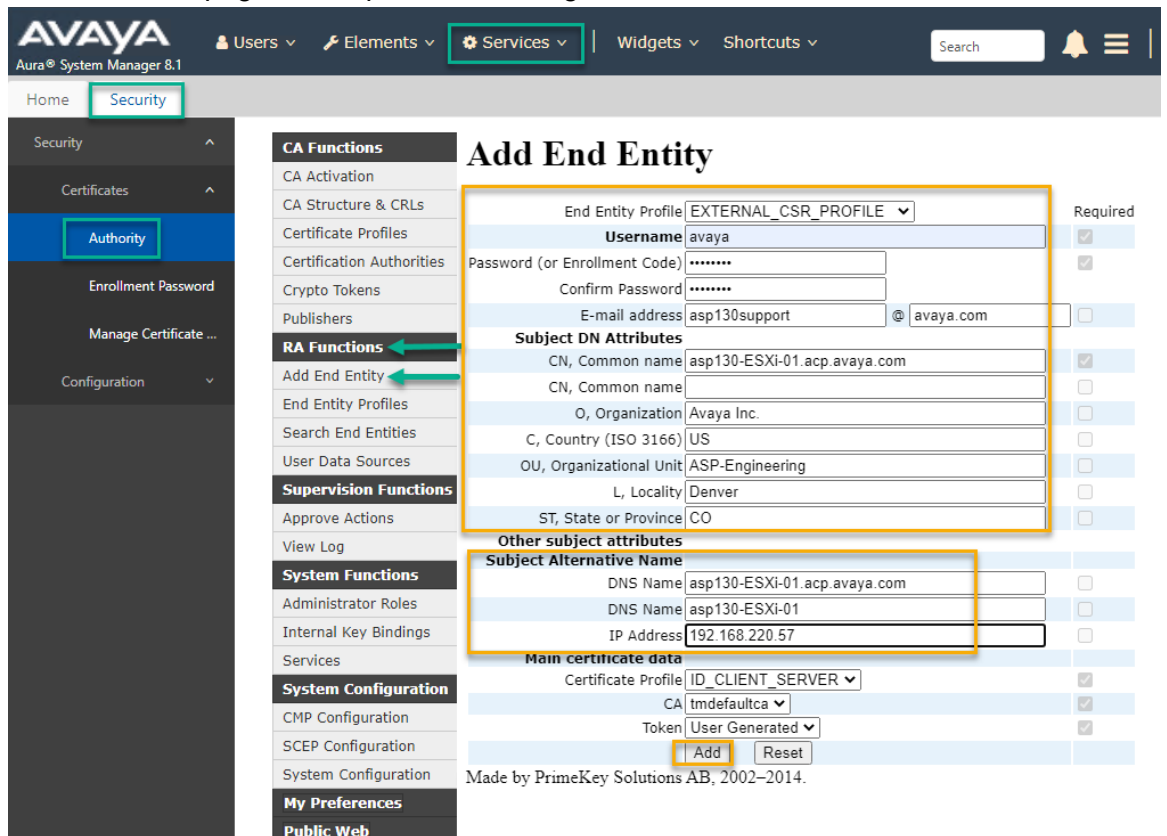 AVAYA
Aura® System Manager 8.1
Users
Elements
Services
Widgets
Shortcuts
Search
Home
Security
Security
Certificates
Authority
Enrollment Password
Manage Certificate ...
Configuration
CA Functions
CA Activation
CA Structure & CRLs
Certificate Profiles
Certification Authorities
Crypto Tokens
Publishers
RA Functions
Add End Entity
End Entity Profiles
Search End Entities
User Data Sources
Supervision Functions
Approve Actions
View Log
System Functions
Administrator Roles
Internal Key Bindings
Services
System Configuration
CMP Configuration
SCEP Configuration
System Configuration
My Preferences
Public Web
Add End Entity
End Entity Profile EXTERNAL_CSR_PROFILE Required
Username avaya
Password (or Enrollment Code) ••••••••
Confirm Password ••••••••
E-mail address asp130support @ avaya.com
Subject DN Attributes
CN, Common name asp130-ESXi-01.acp.avaya.com
CN, Common name
O, Organization Avaya Inc.
C, Country (ISO 3166) US
OU, Organizational Unit ASP-Engineering
L, Locality Denver
ST, State or Province CO
Other subject attributes
Subject Alternative Name
DNS Name asp130-ESXi-01.acp.avaya.com
DNS Name asp130-ESXi-01
IP Address 192.168.220.57
Main certificate data
Certificate Profile ID_CLIENT_SERVER
CA tmdefaultca
Token User Generated
Add Reset
Made by PrimeKey Solutions AB, 2002–2014.